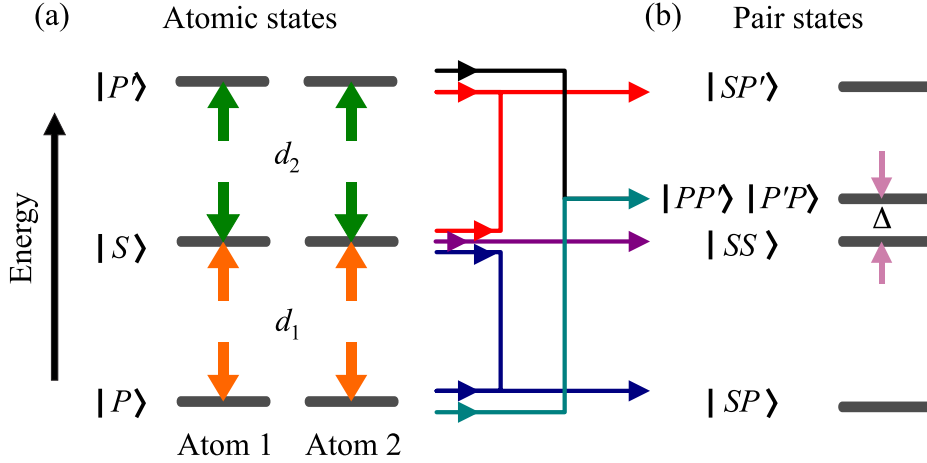 (a) Atomic states
(b) Pair states
|P'⟩
|SP'⟩
d₂
|PP'⟩ |P'P⟩
Δ
Energy
|S⟩
|SS⟩
d₁
|P⟩
|SP⟩
Atom 1 Atom 2